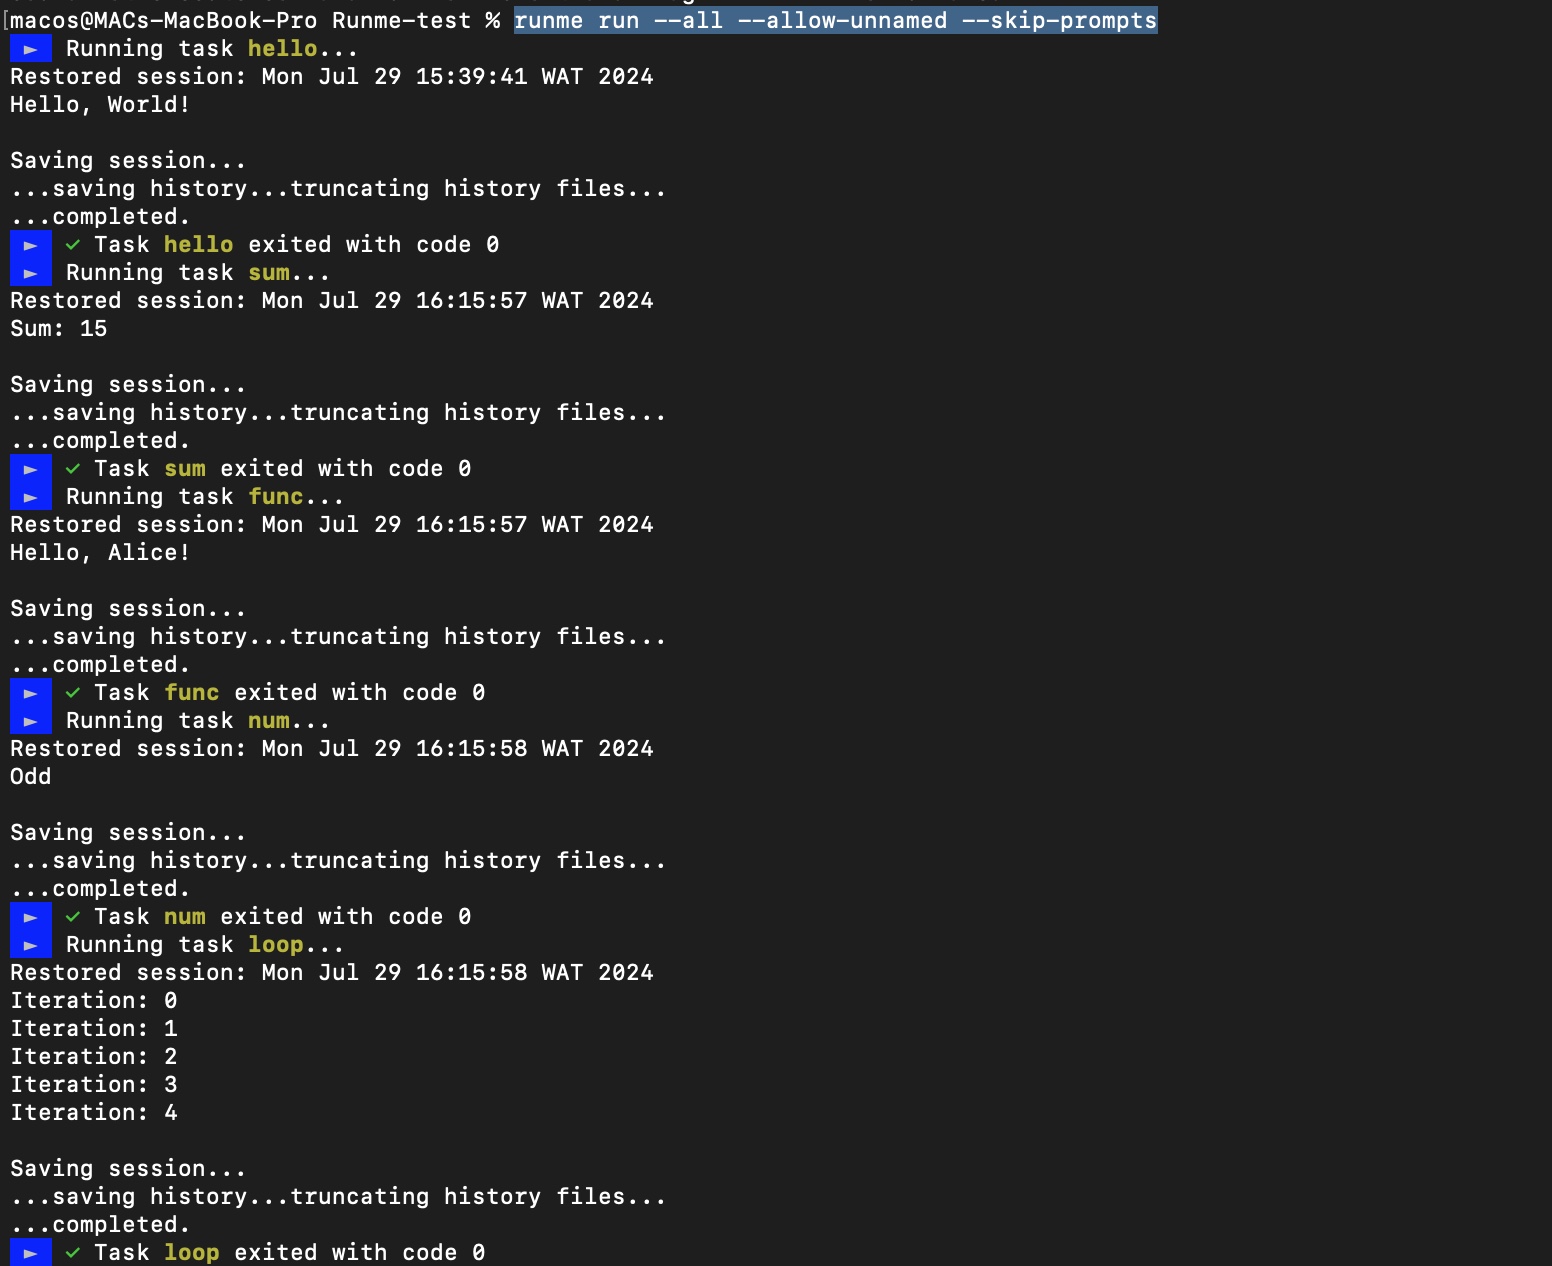 [macos@MACs-MacBook-Pro Runme-test % runme run --all --allow-unnamed --skip-prompts
► Running task hello...
Restored session: Mon Jul 29 15:39:41 WAT 2024
Hello, World!
Saving session...
...saving history...truncating history files...
...completed.
► ✓ Task hello exited with code 0
► Running task sum...
Restored session: Mon Jul 29 16:15:57 WAT 2024
Sum: 15
Saving session...
...saving history...truncating history files...
...completed.
► ✓ Task sum exited with code 0
► Running task func...
Restored session: Mon Jul 29 16:15:57 WAT 2024
Hello, Alice!
Saving session...
...saving history...truncating history files...
...completed.
► ✓ Task func exited with code 0
► Running task num...
Restored session: Mon Jul 29 16:15:58 WAT 2024
Odd
Saving session...
...saving history...truncating history files...
...completed.
► ✓ Task num exited with code 0
► Running task loop...
Restored session: Mon Jul 29 16:15:58 WAT 2024
Iteration: 0
Iteration: 1
Iteration: 2
Iteration: 3
Iteration: 4
Saving session...
...saving history...truncating history files...
...completed.
► ✓ Task loop exited with code 0